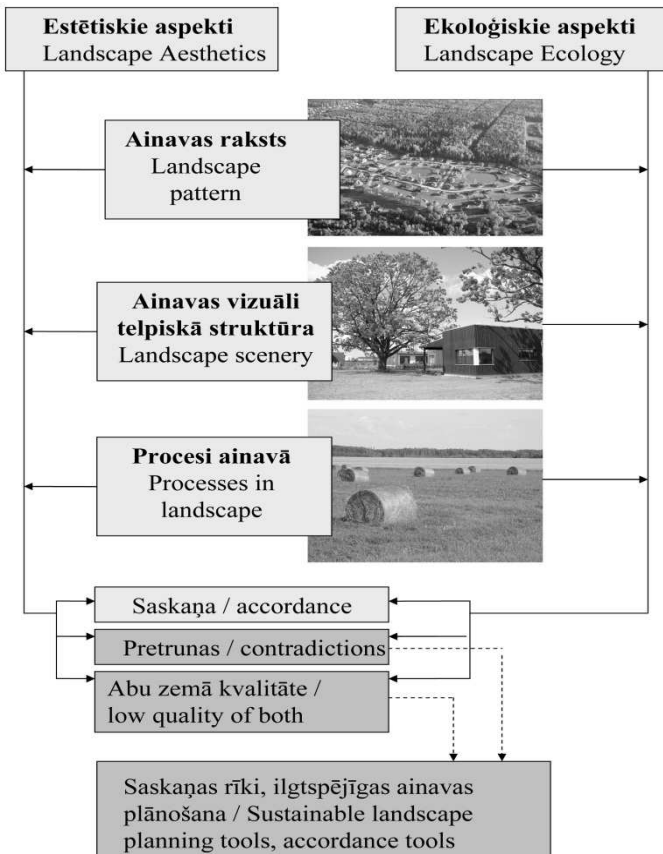 Estētiskie aspekti
Landscape Aesthetics
Ekoloģiskie aspekti
Landscape Ecology
Ainavas raksts
Landscape
pattern
Ainavas vizuāli
telpiskā struktūra
Landscape scenery
Procesi ainavā
Processes in
landscape
Saskaņa / accordance
Pretrunas / contradictions
Abu zemā kvalitāte /
low quality of both
Saskaņas rīki, ilgtspējīgas ainavas
plānošana / Sustainable landscape
planning tools, accordance tools